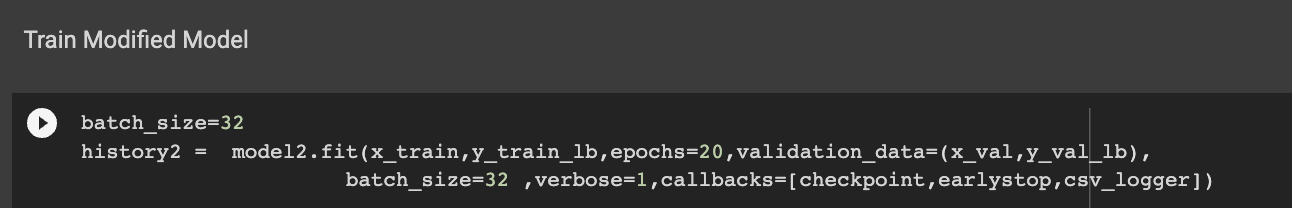 Train Modified Model
batch_size=32
history2 =  model2.fit(x_train,y_train_lb,epochs=20,validation_data=(x_val,y_val_lb),
batch_size=32 ,verbose=1,callbacks=[checkpoint,earlystop,csv_logger])